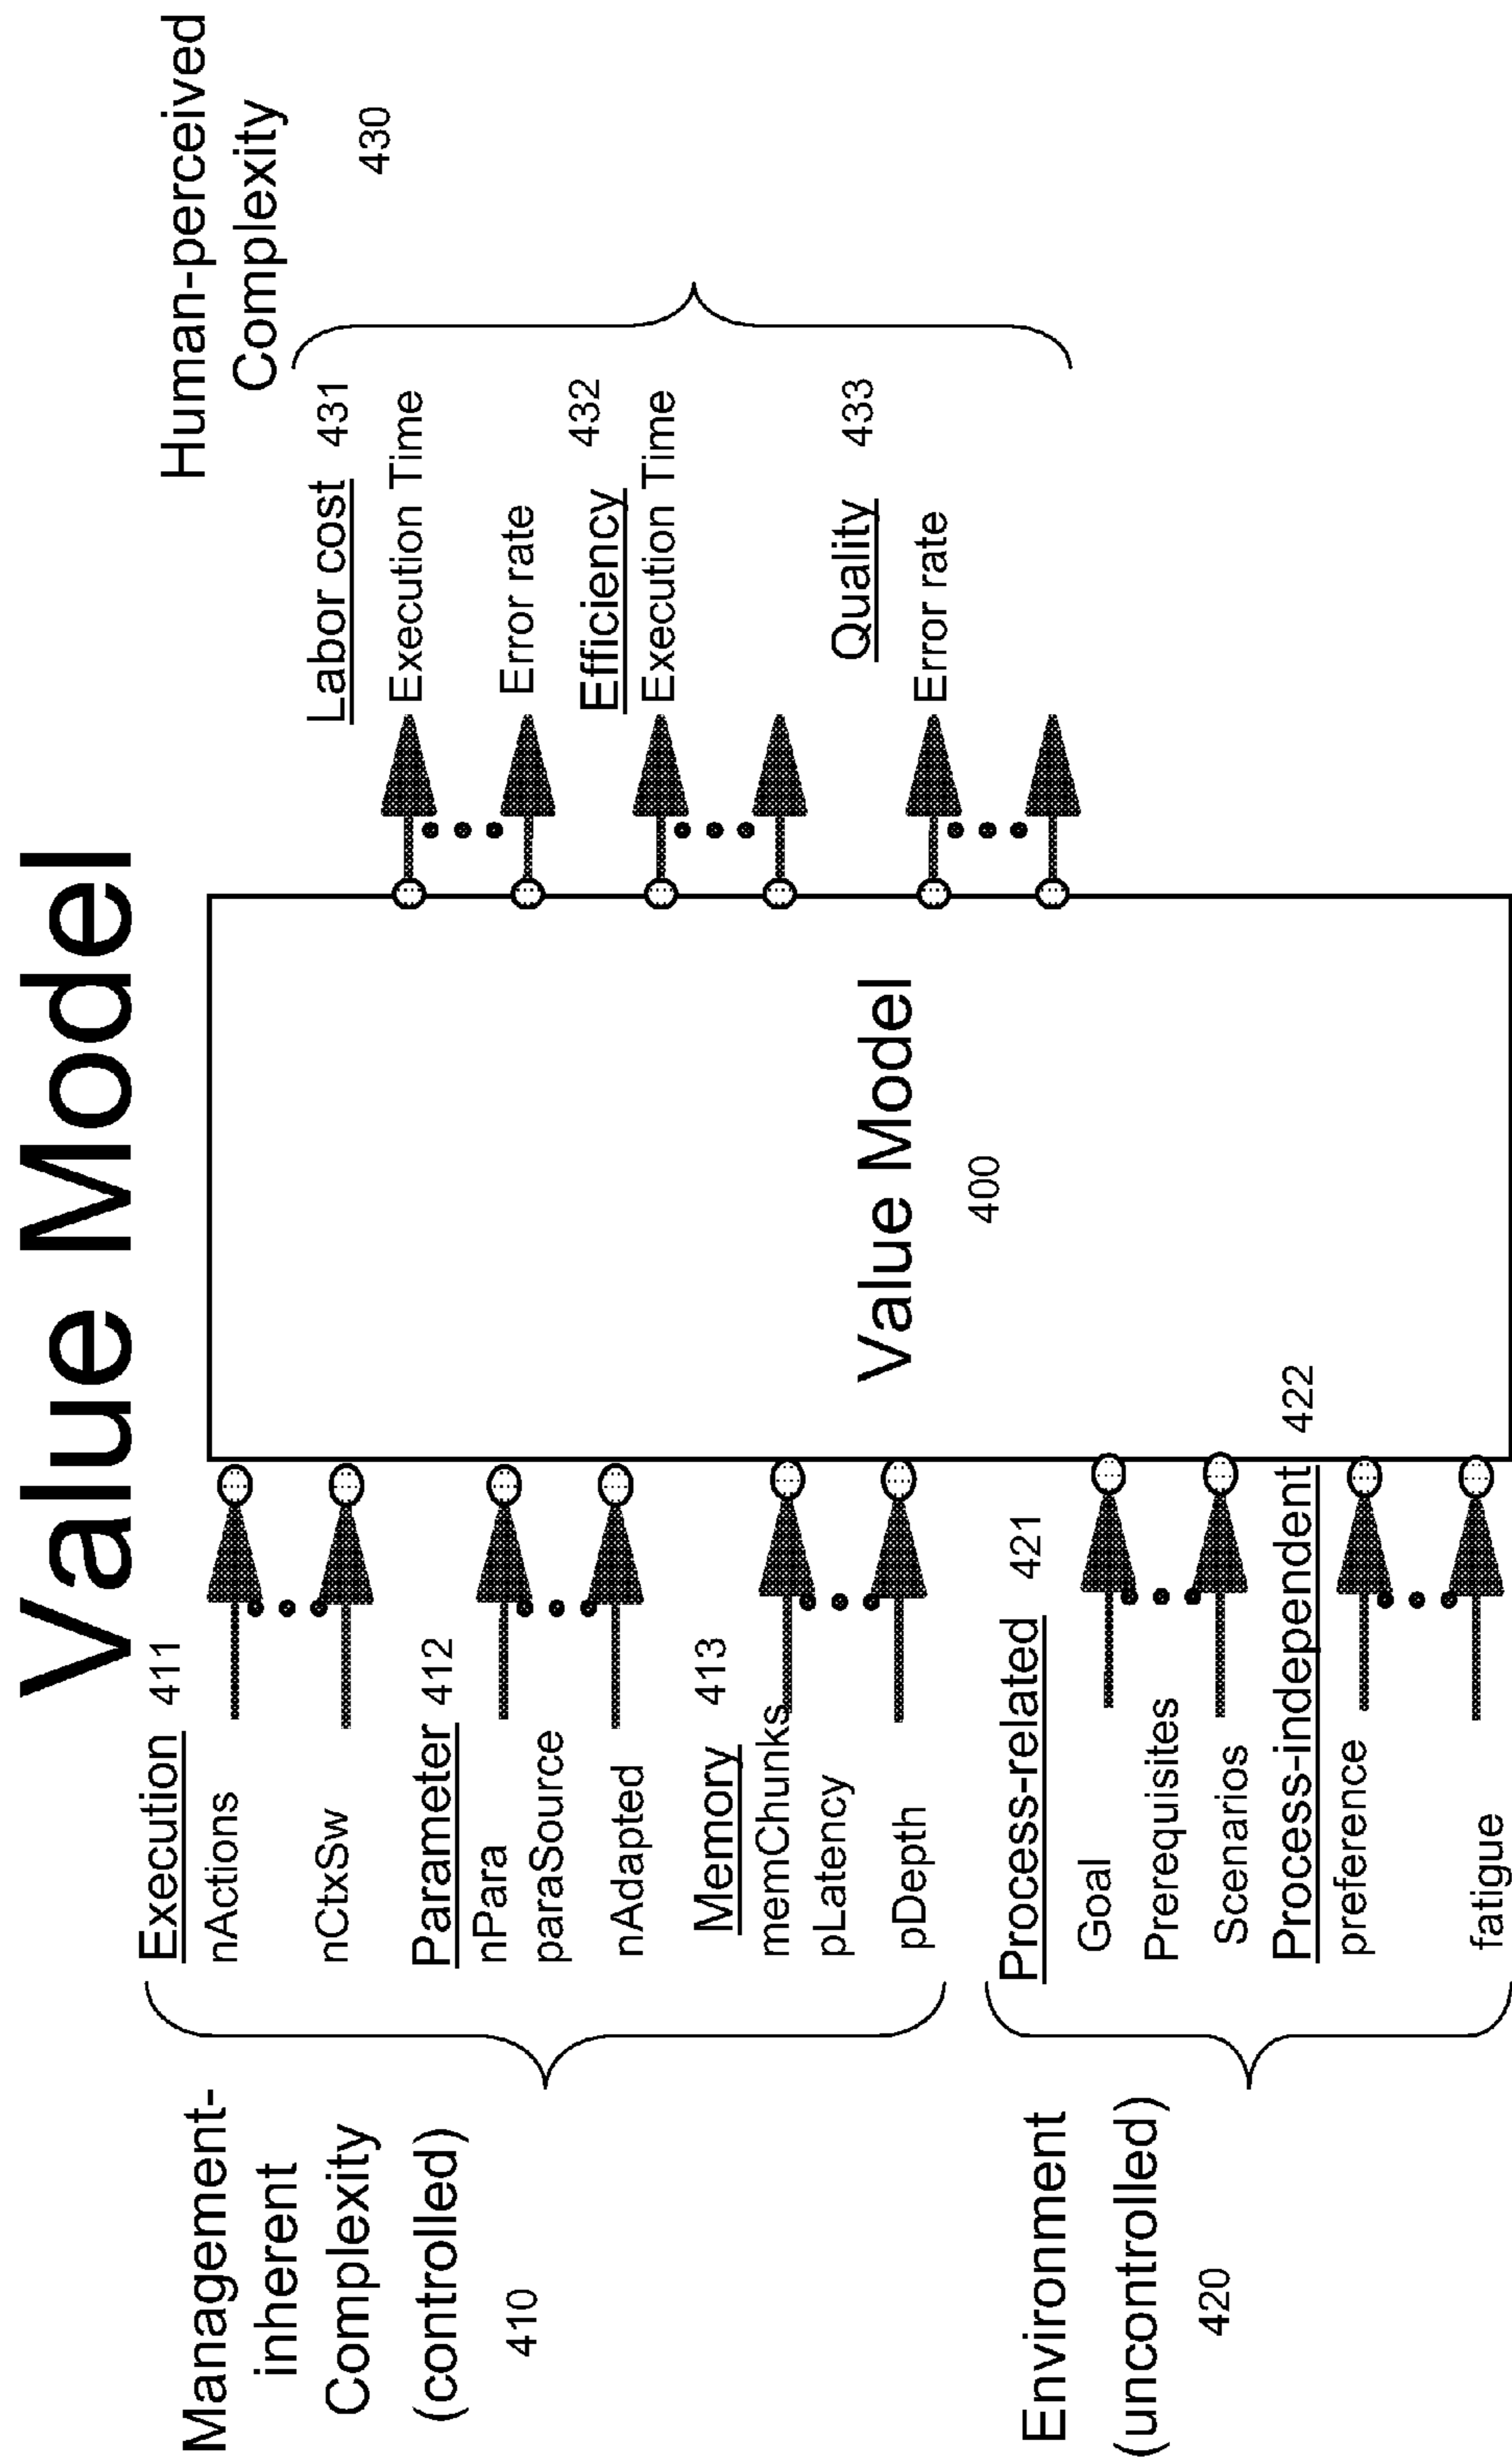 Value Model
Management-
inherent
Complexity
(controlled)
410
Execution 411
nActions
nCtxSw
Parameter 412
nPara
paraSource
nAdapted
Memory 413
memChunks
pLatency
pDepth
Environment
(uncontrolled)
420
Process-related 421
Goal
Prerequisites
Scenarios
Process-independent 422
preference
fatigue
Value Model
400
Human-perceived
Complexity
430
Labor cost 431
Execution Time
Error rate
Efficiency 432
Execution Time
Quality 433
Error rate